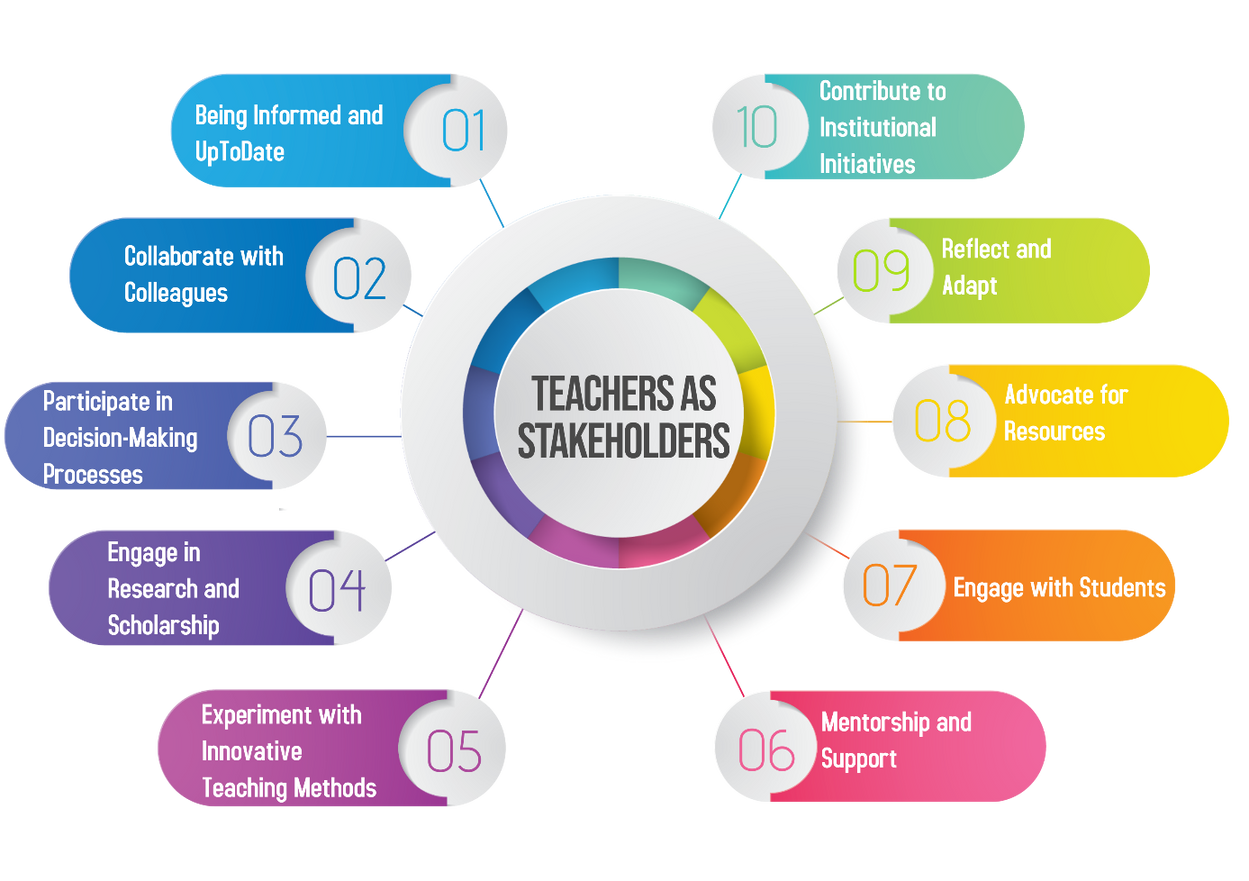 TEACHERS AS
STAKEHOLDERS
01
Being Informed and
UpToDate
02
Collaborate with
Colleagues
03
Participate in
Decision-Making
Processes
04
Engage in
Research and
Scholarship
05
Experiment with
Innovative
Teaching Methods
06
Mentorship and
Support
07
Engage with Students
08
Advocate for
Resources
09
Reflect and
Adapt
10
Contribute to
Institutional
Initiatives